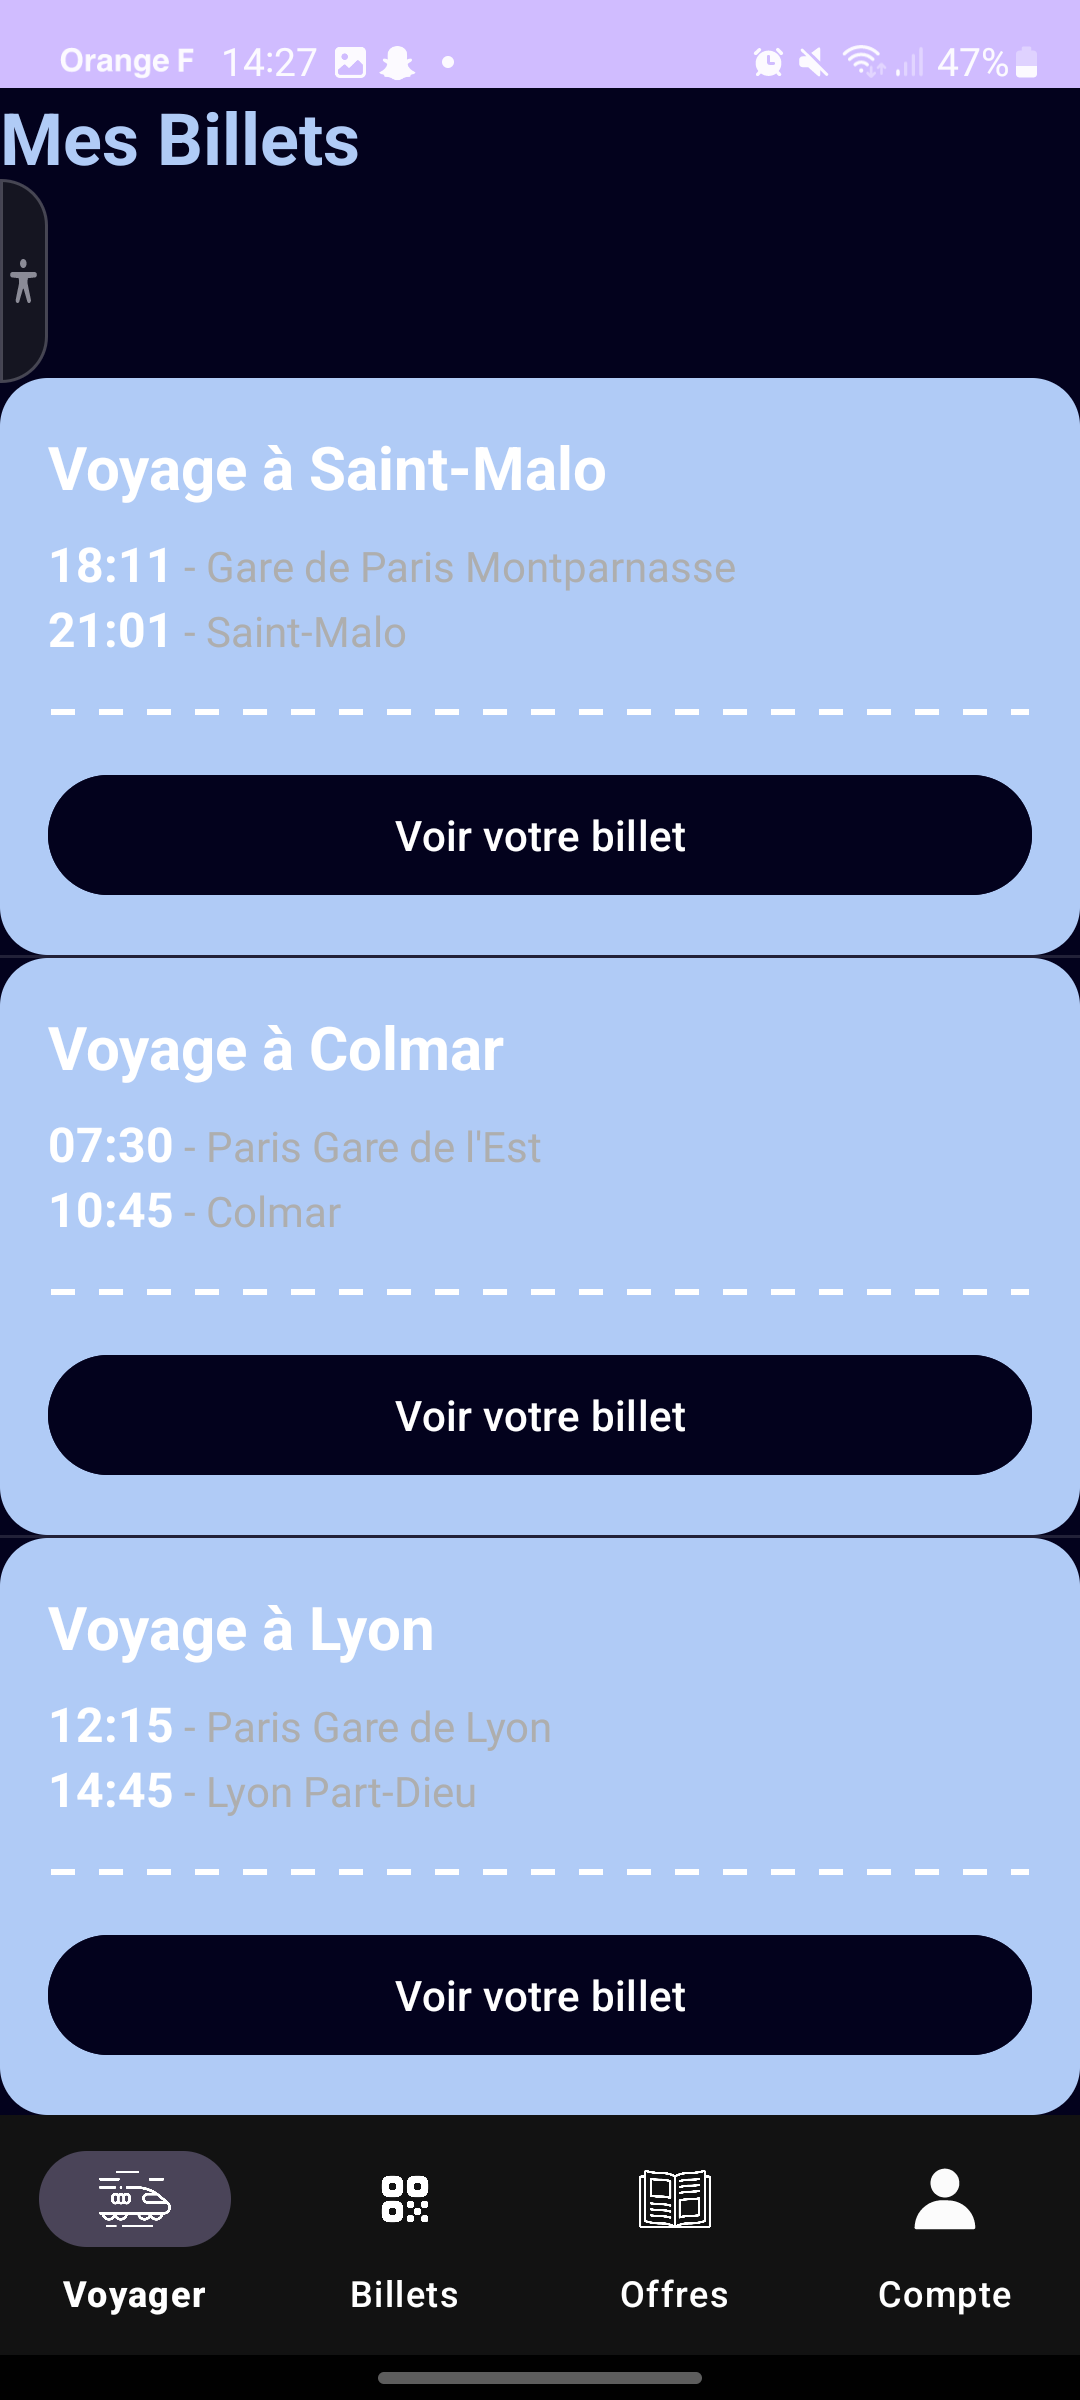 Orange F 14:27 47%
Mes Billets
Voyage à Saint-Malo
18:11 - Gare de Paris Montparnasse
21:01 - Saint-Malo
Voir votre billet
Voyage à Colmar
07:30 - Paris Gare de l'Est
10:45 - Colmar
Voir votre billet
Voyage à Lyon
12:15 - Paris Gare de Lyon
14:45 - Lyon Part-Dieu
Voir votre billet
Voyager Billets Offres Compte